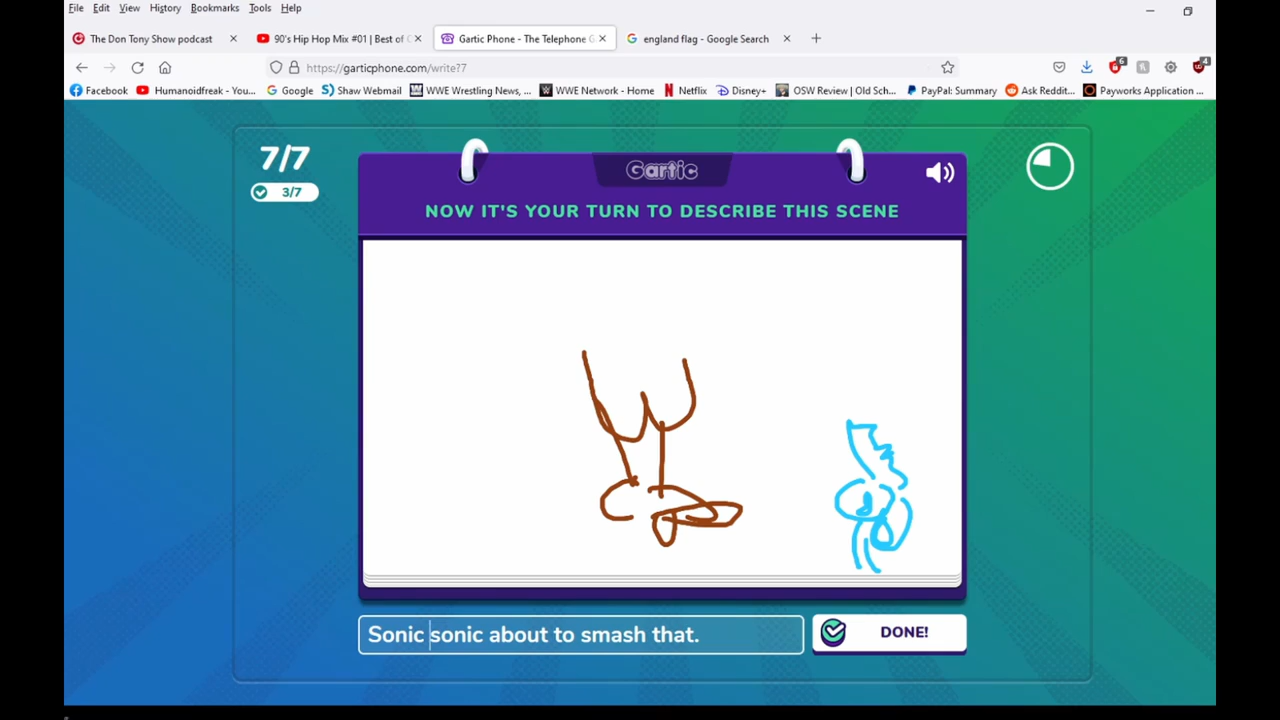 File Edit View History Bookmarks Tools Help
The Don Tony Show podcast 90's Hip Hop Mix #01 | Best of Gartic Phone - The Telephone G england flag - Google Search
https://garticphone.com/write?7 6 4
Facebook Humanoidfreak - You... Google Shaw Webmail WWE Wrestling News, ... WWE Network - Home Netflix Disney+ OSW Review | Old Sch... PayPal: Summary Ask Reddit... Payworks Application ...
7/7
Gartic
3/7
NOW IT'S YOUR TURN TO DESCRIBE THIS SCENE
Sonic sonic about to smash that.
DONE!